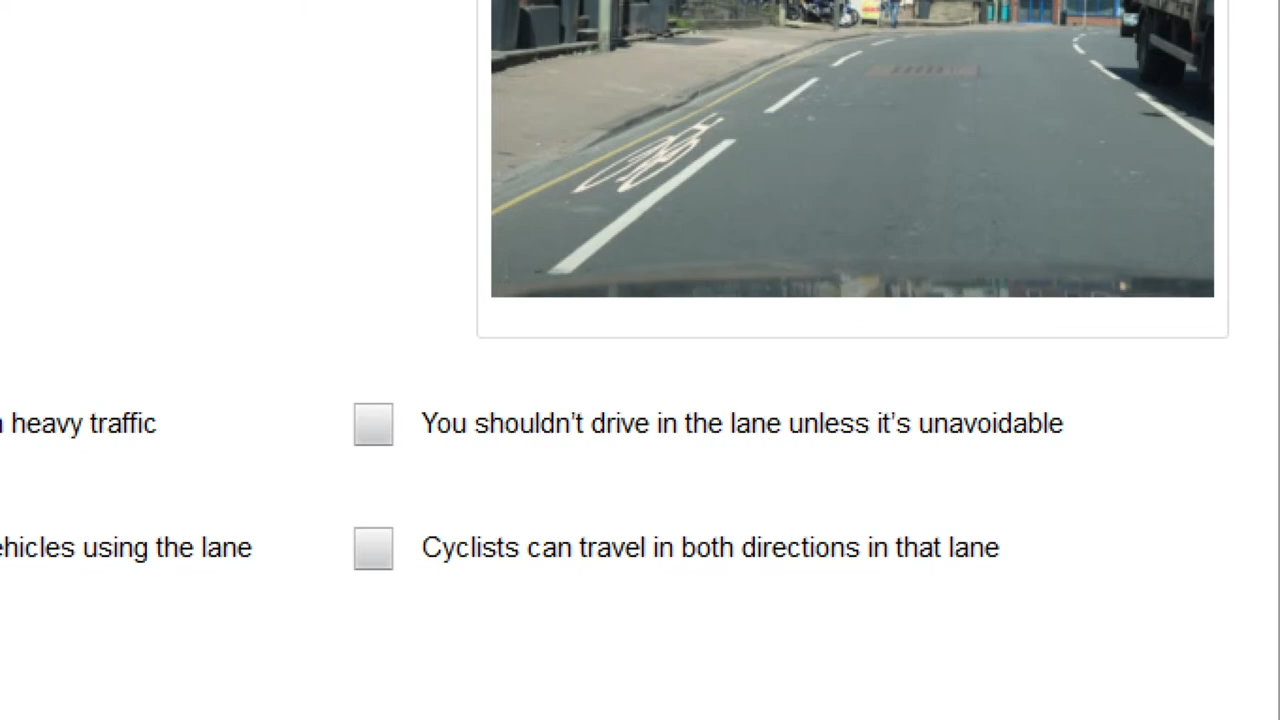 heavy traffic
You shouldn't drive in the lane unless it's unavoidable
using the lane
Cyclists can travel in both directions in that lane